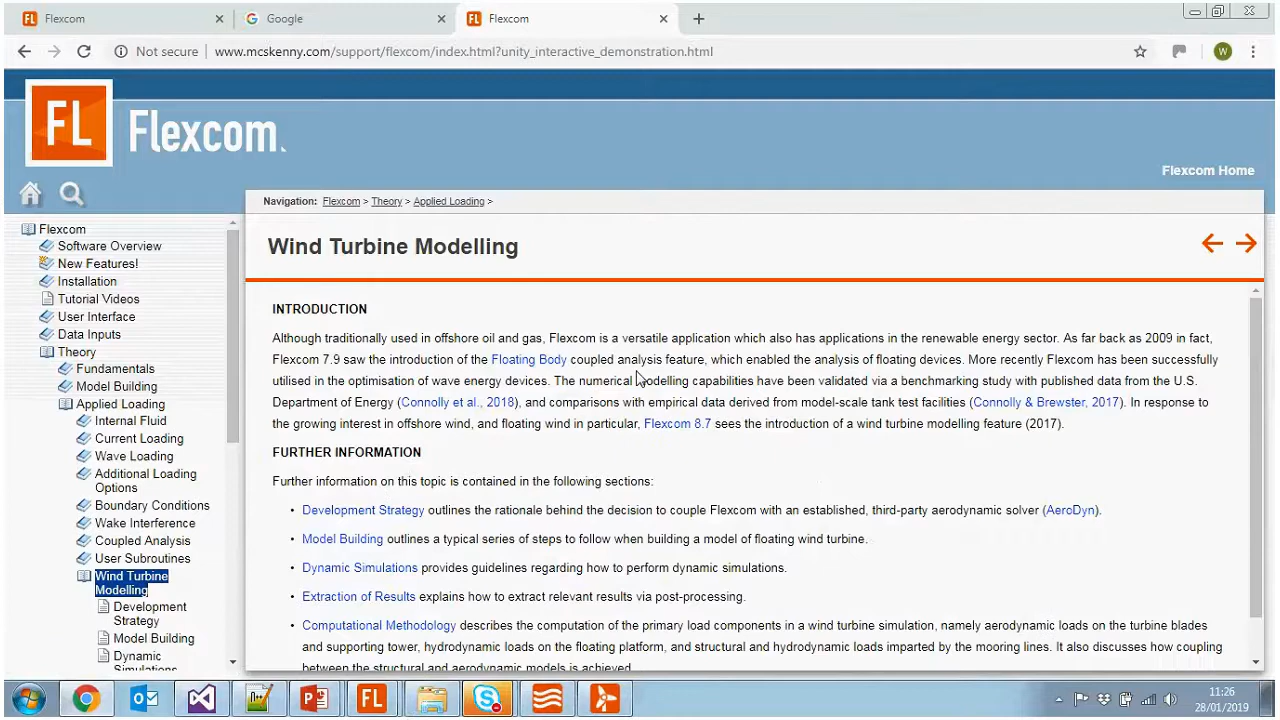 Flexcom
Google
Flexcom
Not secure www.mcskenny.com/support/flexcom/index.html?unity_interactive_demonstration.html
W
FL Flexcom
Flexcom Home
Navigation: Flexcom > Theory > Applied Loading >
Wind Turbine Modelling
Flexcom
Software Overview
New Features!
Installation
Tutorial Videos
User Interface
Data Inputs
Theory
Fundamentals
Model Building
Applied Loading
Internal Fluid
Current Loading
Wave Loading
Additional Loading
Options
Boundary Conditions
Wake Interference
Coupled Analysis
User Subroutines
Wind Turbine
Modelling
Development
Strategy
Model Building
Dynamic
Simulations
INTRODUCTION
Although traditionally used in offshore oil and gas, Flexcom is a versatile application which also has applications in the renewable energy sector. As far back as 2009 in fact,
Flexcom 7.9 saw the introduction of the Floating Body coupled analysis feature, which enabled the analysis of floating devices. More recently Flexcom has been successfully
utilised in the optimisation of wave energy devices. The numerical modelling capabilities have been validated via a benchmarking study with published data from the U.S.
Department of Energy (Connolly et al., 2018), and comparisons with empirical data derived from model-scale tank test facilities (Connolly & Brewster, 2017). In response to
the growing interest in offshore wind, and floating wind in particular, Flexcom 8.7 sees the introduction of a wind turbine modelling feature (2017).
FURTHER INFORMATION
Further information on this topic is contained in the following sections:
• Development Strategy outlines the rationale behind the decision to couple Flexcom with an established, third-party aerodynamic solver (AeroDyn).
• Model Building outlines a typical series of steps to follow when building a model of floating wind turbine.
• Dynamic Simulations provides guidelines regarding how to perform dynamic simulations.
• Extraction of Results explains how to extract relevant results via post-processing.
• Computational Methodology describes the computation of the primary load components in a wind turbine simulation, namely aerodynamic loads on the turbine blades
and supporting tower, hydrodynamic loads on the floating platform, and structural and hydrodynamic loads imparted by the mooring lines. It also discusses how coupling
between the structural and aerodynamic models is achieved.
FL
11:26
28/01/2019